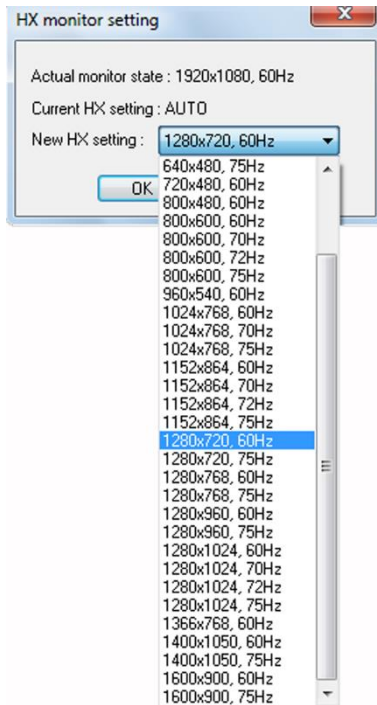 HX monitor setting
Actual monitor state : 1920x1080, 60Hz
Current HX setting : AUTO
New HX setting : 1280x720, 60Hz
OK
640x480, 75Hz
720x480, 60Hz
800x480, 60Hz
800x600, 60Hz
800x600, 70Hz
800x600, 72Hz
800x600, 75Hz
960x540, 60Hz
1024x768, 60Hz
1024x768, 70Hz
1024x768, 75Hz
1152x864, 60Hz
1152x864, 70Hz
1152x864, 72Hz
1152x864, 75Hz
1280x720, 60Hz
1280x720, 75Hz
1280x768, 60Hz
1280x768, 75Hz
1280x960, 60Hz
1280x960, 75Hz
1280x1024, 60Hz
1280x1024, 70Hz
1280x1024, 72Hz
1280x1024, 75Hz
1366x768, 60Hz
1400x1050, 60Hz
1400x1050, 75Hz
1600x900, 60Hz
1600x900, 75Hz